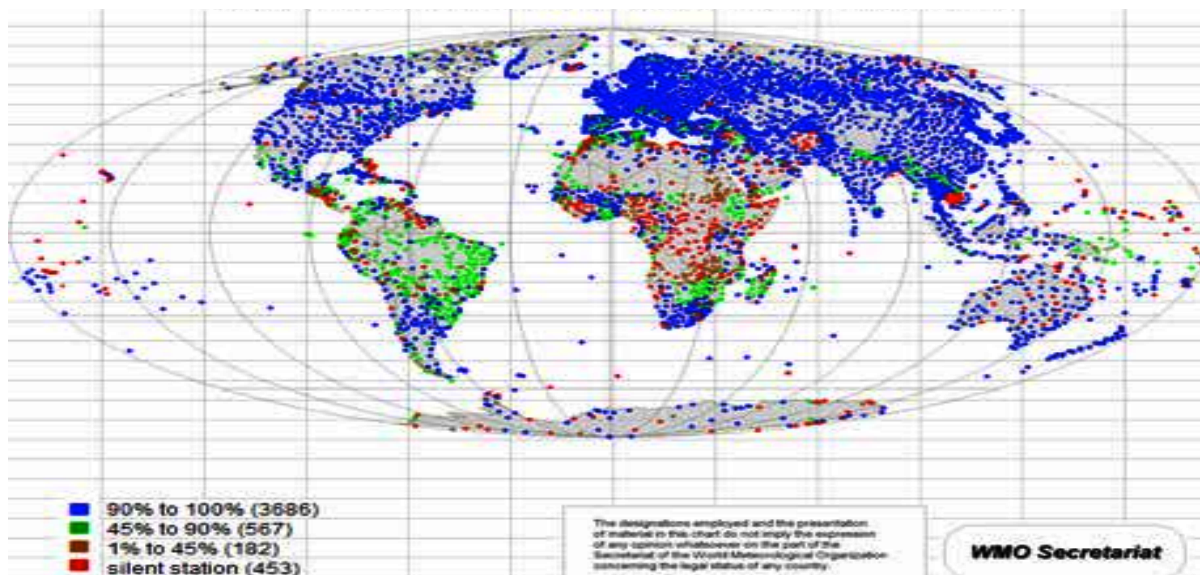 90% to 100% (3686)
45% to 90% (567)
1% to 45% (182)
silent station (453)
The designations employed and the presentation
of material in this chart do not imply the expression
of any opinion whatsoever on the part of the
Secretariat of the World Meteorological Organization
concerning the legal status of any country.
WMO Secretariat